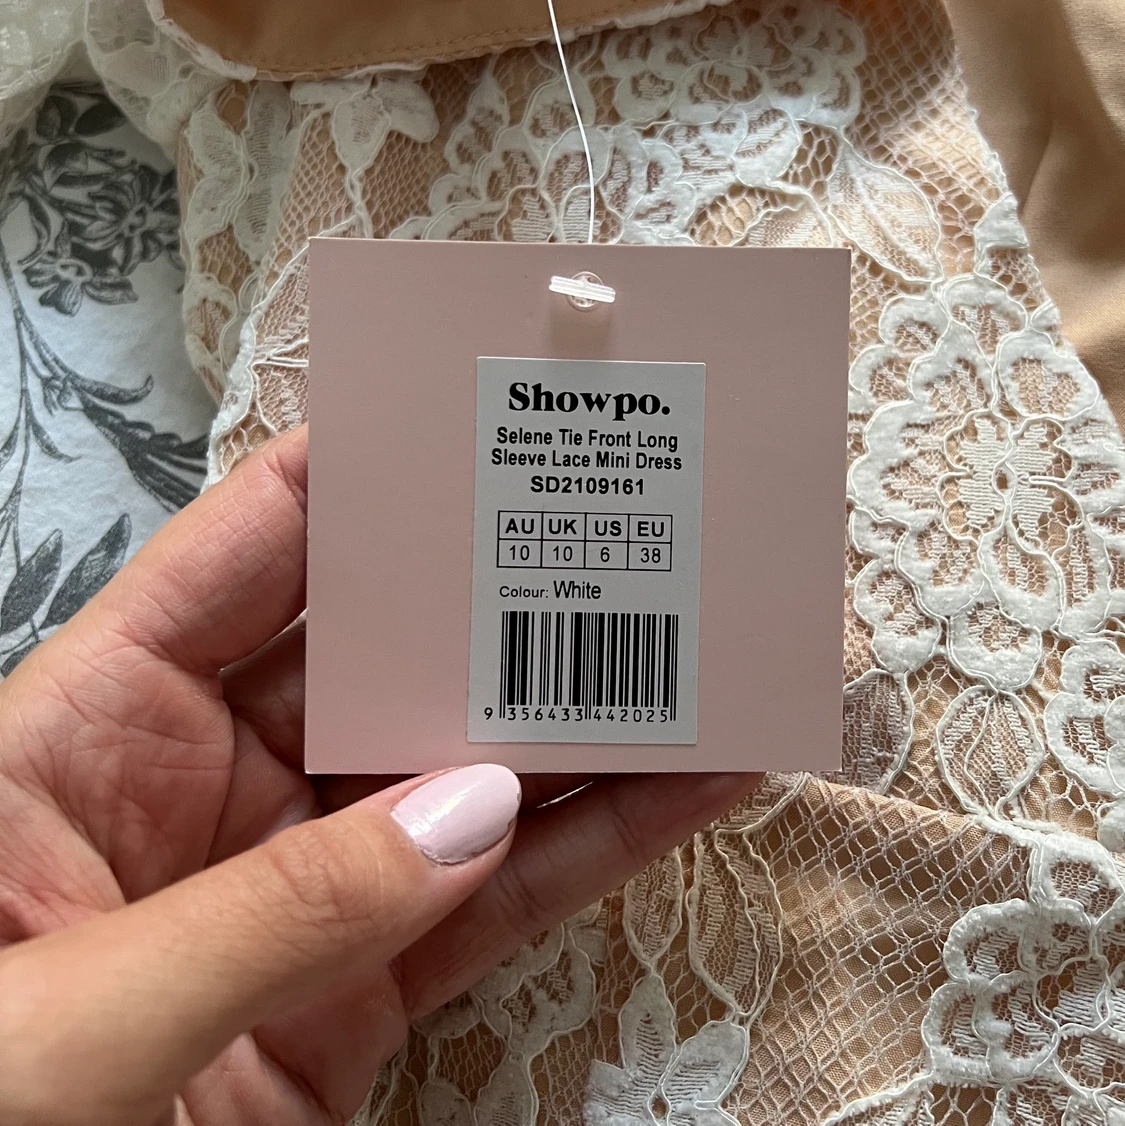 Showpo.
Selene Tie Front Long
Sleeve Lace Mini Dress
SD2109161
AU UK US EU
10 10 6 38
Colour: White
9 356433 442025